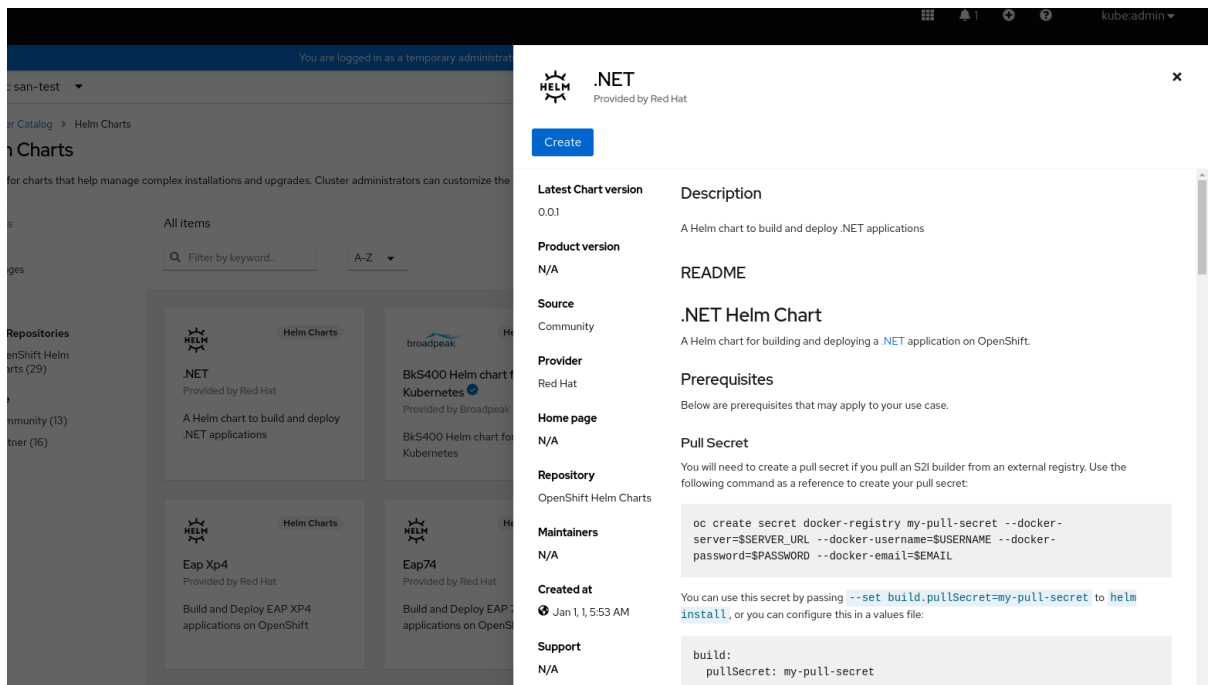 1
kube:admin
You are logged in as a temporary administrat
: san-test
er Catalog > Helm Charts
n Charts
for charts that help manage complex installations and upgrades. Cluster administrators can customize the
All items
Filter by keyword...
A-Z
ges
Repositories
enShift Helm
arts (29)
mmunity (13)
tner (16)
HELM
Helm Charts
.NET
Provided by Red Hat
A Helm chart to build and deploy
.NET applications
broadpeak
He
BkS400 Helm chart f
Kubernetes
Provided by Broadpeak
BkS400 Helm chart for
Kubernetes
HELM
Helm Charts
Eap Xp4
Provided by Red Hat
Build and Deploy EAP XP4
applications on OpenShift
HELM
He
Eap74
Provided by Red Hat
Build and Deploy EAP 7
applications on OpenS
HELM
.NET
Provided by Red Hat
Create
Latest Chart version
0.0.1
Product version
N/A
Source
Community
Provider
Red Hat
Home page
N/A
Repository
OpenShift Helm Charts
Maintainers
N/A
Created at
Jan 1, 1, 5:53 AM
Support
N/A
Description
A Helm chart to build and deploy .NET applications
README
.NET Helm Chart
A Helm chart for building and deploying a .NET application on OpenShift.
Prerequisites
Below are prerequisites that may apply to your use case.
Pull Secret
You will need to create a pull secret if you pull an S2I builder from an external registry. Use the
following command as a reference to create your pull secret:
oc create secret docker-registry my-pull-secret --docker-
server=$SERVER_URL --docker-username=$USERNAME --docker-
password=$PASSWORD --docker-email=$EMAIL
You can use this secret by passing --set build.pullSecret=my-pull-secret to helm
install, or you can configure this in a values file:
build:
  pullSecret: my-pull-secret